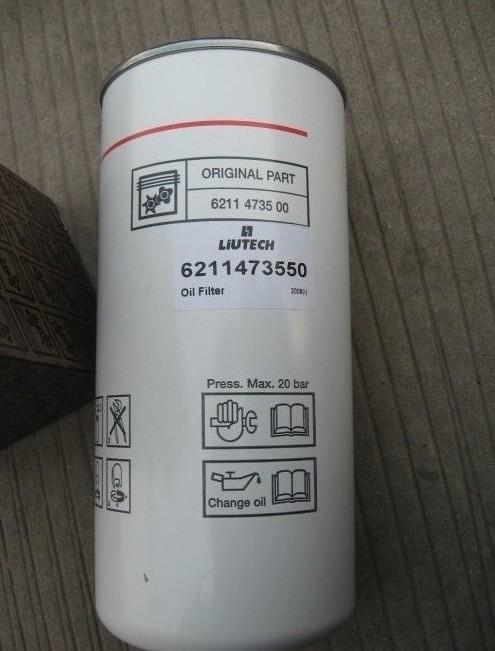 ORIGINAL PART
6211 4735 00
LiUTECH
6211473550
Oil Filter
Press. Max. 20 bar
Change oil